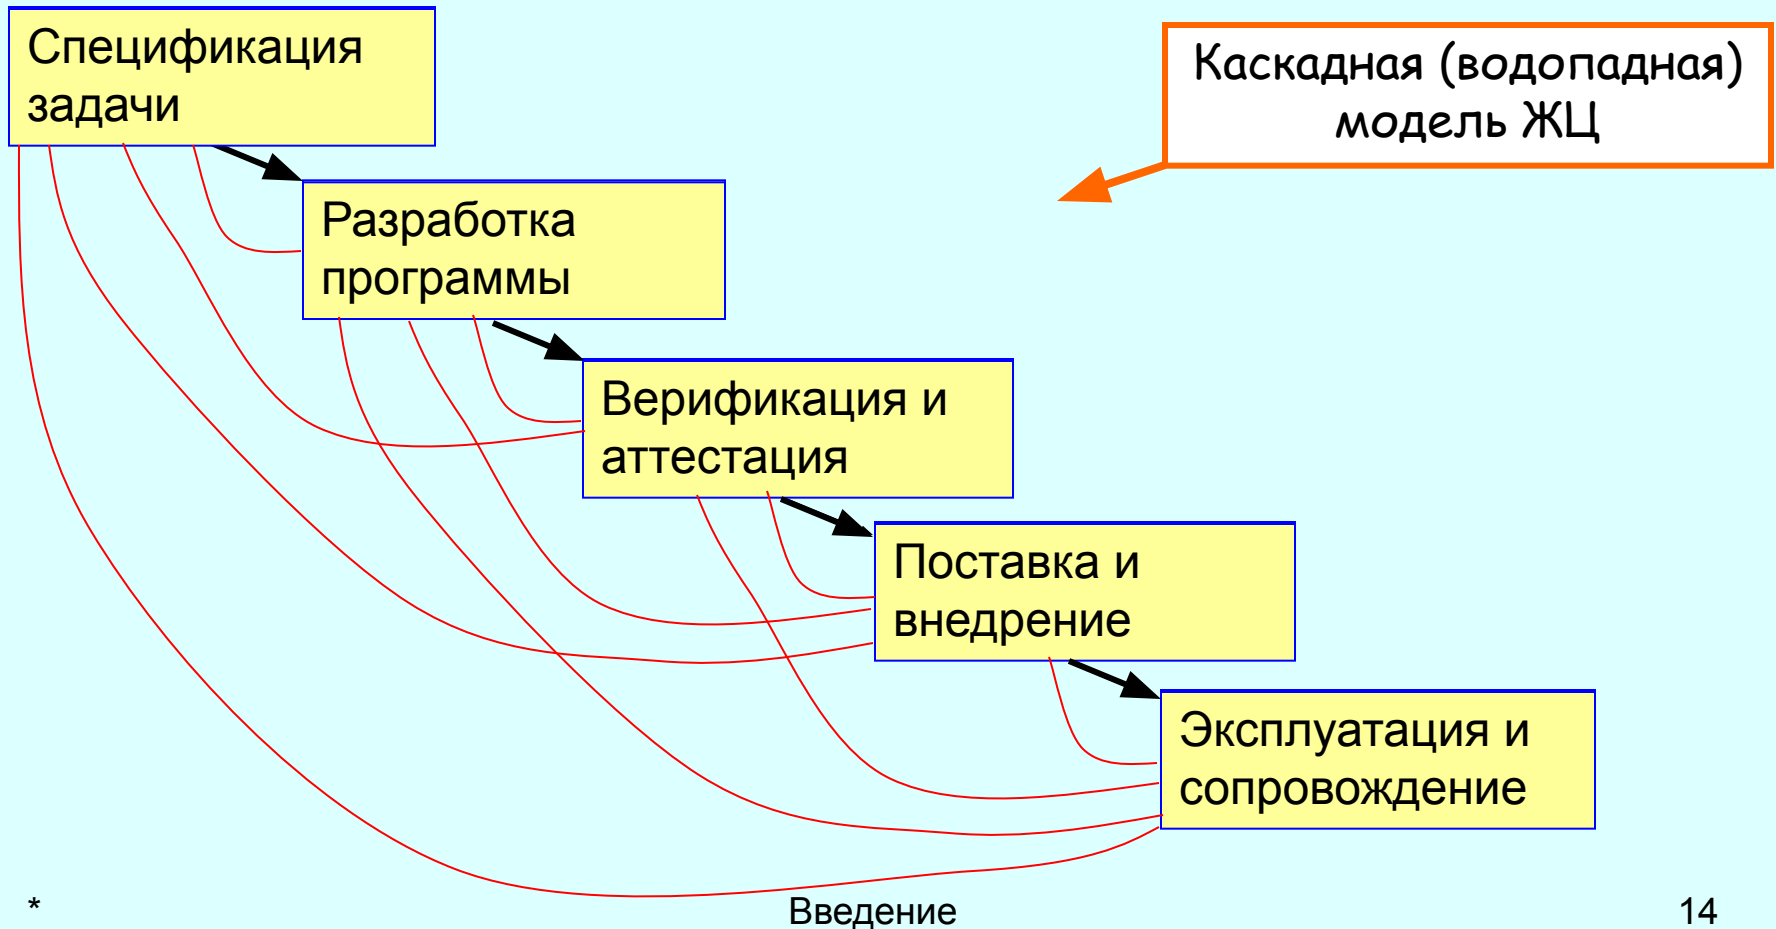 Спецификация
задачи
Каскадная (водопадная)
модель ЖЦ
Разработка
программы
Верификация и
аттестация
Поставка и
внедрение
Эксплуатация и
сопровождение
*
Введение
14